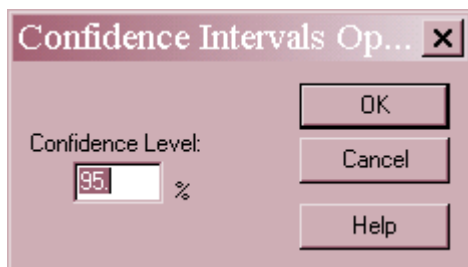 Confidence Intervals Op...
OK
Confidence Level:
Cancel
95. %
Help